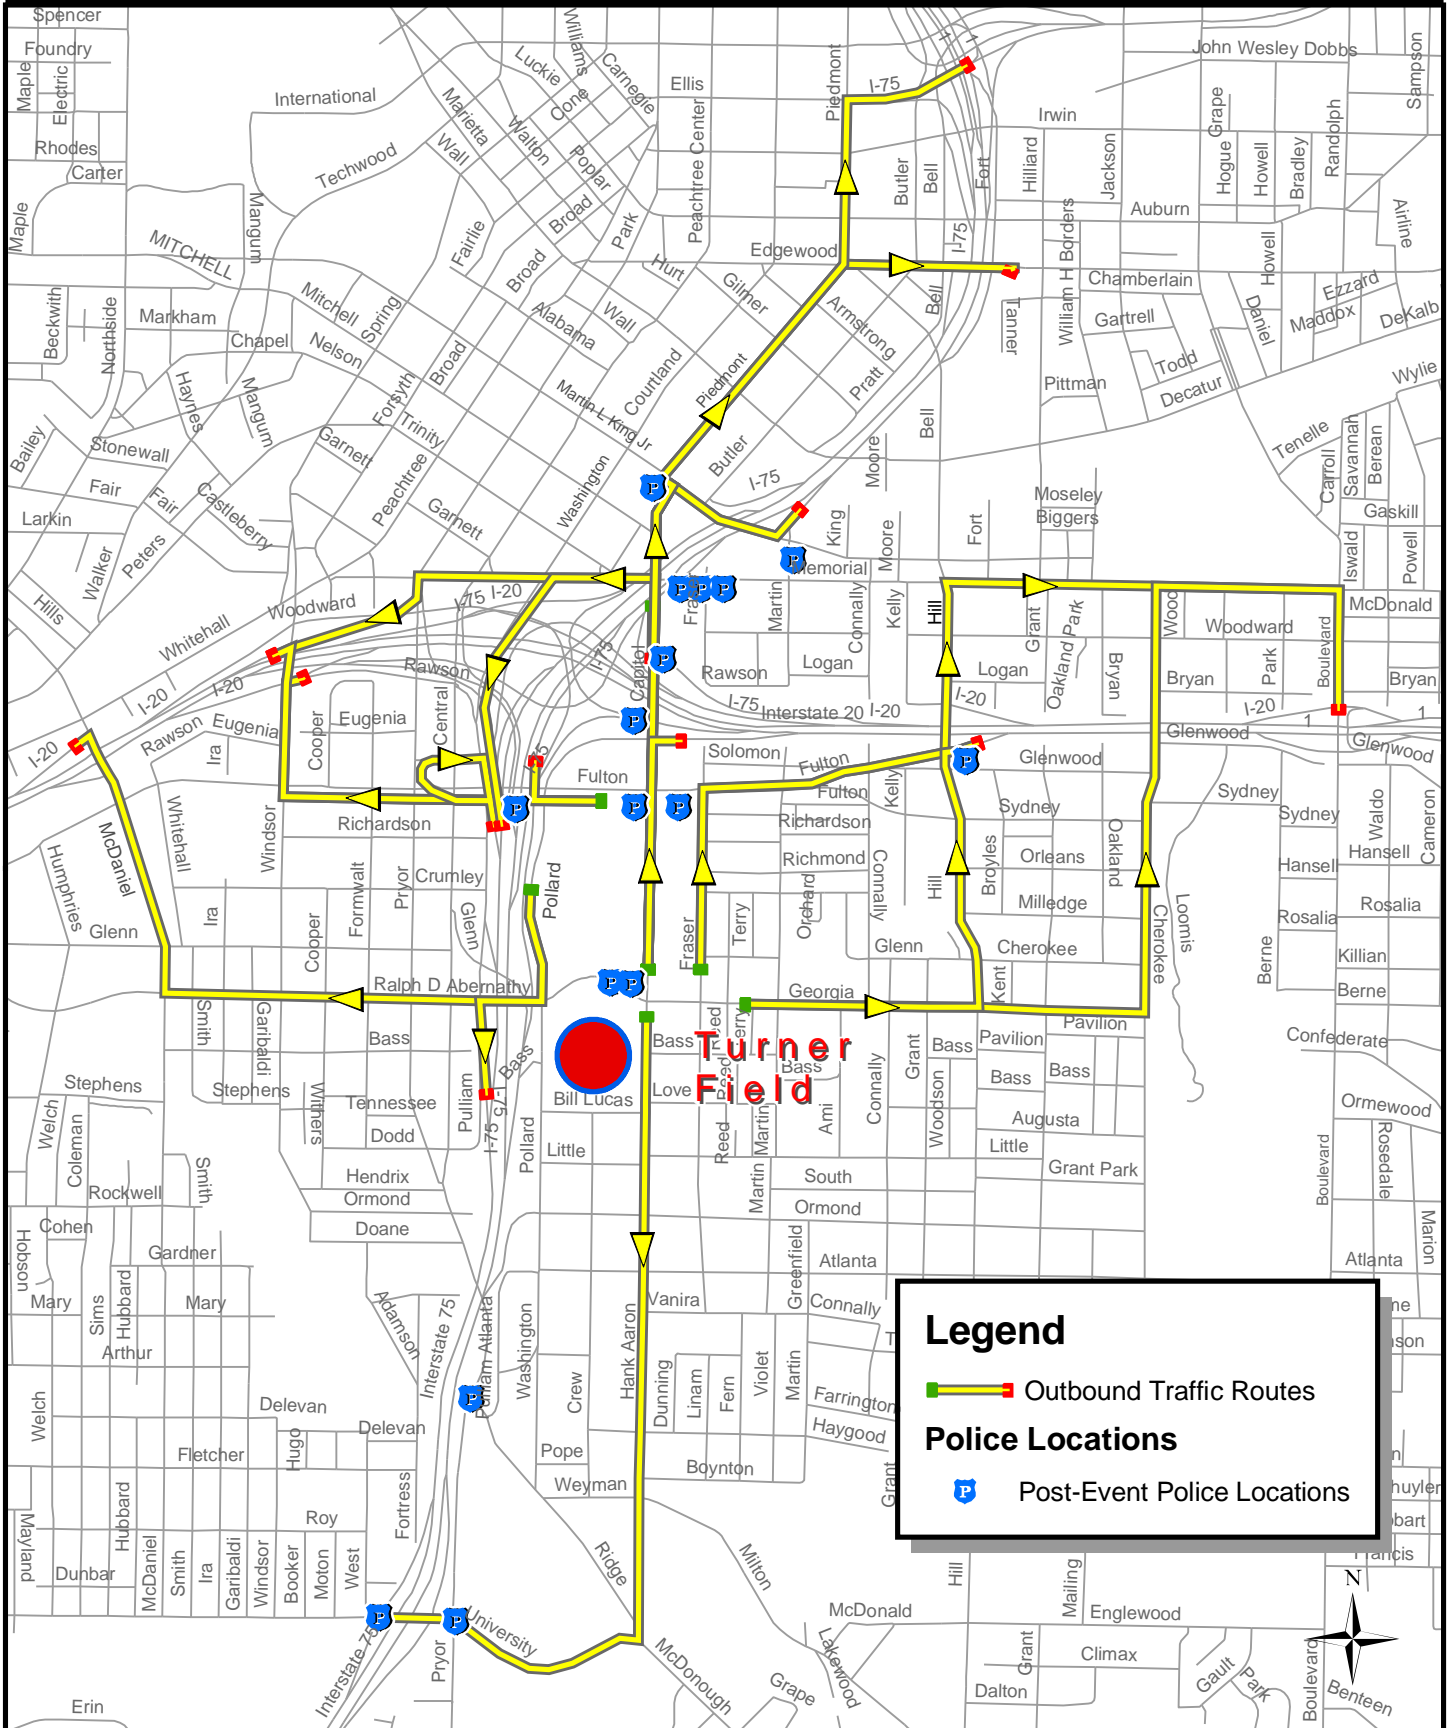 Spencer
Foundry
Maple
Electric
Rhodes
Carter
Maple
International
Techwood
Mangum
MITCHELL
Luckie
Williams
Carnegie
Cone
Marietta
Walton
Wall
Poplar
Broad
Park
Fairlie
Broad
Ellis
Peachtree Center
Piedmont
I-75
Irwin
John Wesley Dobbs
Sampson
Grape
Hogue
Howell
Bradley
Randolph
Jackson
Hilliard
Fort
Butler
Bell
Auburn
Airline
I-75
William H Borders
Edgewood
Hurt
Gilmer
Armstrong
Bell
Tanner
Chamberlain
Howell
Gartrell
Daniel
Ezzard
Maddox
DeKalb
Todd
Decatur
Pittman
Wylie
Beckwith
Northside
Markham
Chapel
Mitchell
Spring
Nelson
Alabama
Wall
Broad
Courtland
Piedmont
Pratt
Haynes
Mangum
Forsyth
Trinity
Martin L King Jr
Butler
I-75
Moore
Bell
Tenelle
Carroll
Savannah
Berean
Gaskill
Bailey
Stonewall
Fair
Fair
Larkin
Castleberry
Garnett
Peachtree
Garnett
Washington
Walker
Peters
Hills
King
Moore
Fort
Moseley
Biggers
Iswald
Powell
Whitehall
Woodward
I-75
I-20
I-75
Memorial
Martin
Connally
Kelly
Hill
Grant
Oakland Park
Bryan
Wood
Woodward
Park
Boulevard
McDonald
Bryan
Bryan
Rawson
Capitol
Rawson
Logan
Logan
I-20
I-20
I-20
Rawson
Eugenia
Ira
Cooper
Eugenia
Central
I-75
Interstate 20
I-20
I-20
I-20
1
1
Glenwood
Glenwood
Glenwood
Solomon
Fulton
Fulton
Fulton
Kelly
Sydney
Sydney
Sydney
Waldo
Cameron
McDaniel
Whitehall
Windsor
Richardson
Richardson
Richmond
Connally
Hill
Broyles
Orleans
Oakland
Hansell
Hansell
Humphries
Glenn
Ira
Cooper
Formwalt
Pryor
Crumley
Glenn
Pollard
Fraser
Terry
Orchard
Glenn
Milledge
Cherokee
Kent
Cherokee
Loomis
Berne
Rosalia
Rosalia
Killian
Berne
Ralph D Abernathy
Georgia
Smith
Garibaldi
Bass
Bass
Bass
Turner
Field
Reed
Bass
Grant
Bass
Pavilion
Pavilion
Bass
Bass
Confederate
Stephens
Stephens
Withers
Tennessee
Dodd
Pulliam
I-75
I-75
Bill Lucas
Love
Little
Pollard
Reed
Martin
Ami
Connally
Woodson
Augusta
Little
Ormewood
Welch
Coleman
Rockwell
Smith
Hendrix
Ormond
Doane
Martin
South
Ormond
Grant Park
Boulevard
Rosedale
Marion
Hobson
Cohen
Gardner
Greenfield
Atlanta
Atlanta
Mary
Sims
Hubbard
Mary
Arthur
Adamson
Interstate 75
Atlanta
Washington
Vanira
Connally
Hank Aaron
Welch
Delevan
Delevan
Hugo
Fletcher
Crew
Dunning
Linam
Fern
Violet
Martin
Farrington
Haygood
Pope
Weyman
Boynton
Grant
Hubbard
Mayland
Dunbar
McDaniel
Smith
Ira
Garibaldi
Windsor
Booker
Moton
West
Roy
Fortress
Ridge
Milton
Hill
Mailing
McDonald
Englewood
Lakewood
Grant
Climax
Dalton
Gault
Park
Boulevard
Benteen
University
Interstate 75
Pryor
McDonough
Grape
Erin
Legend
Outbound Traffic Routes
Police Locations
P Post-Event Police Locations
N